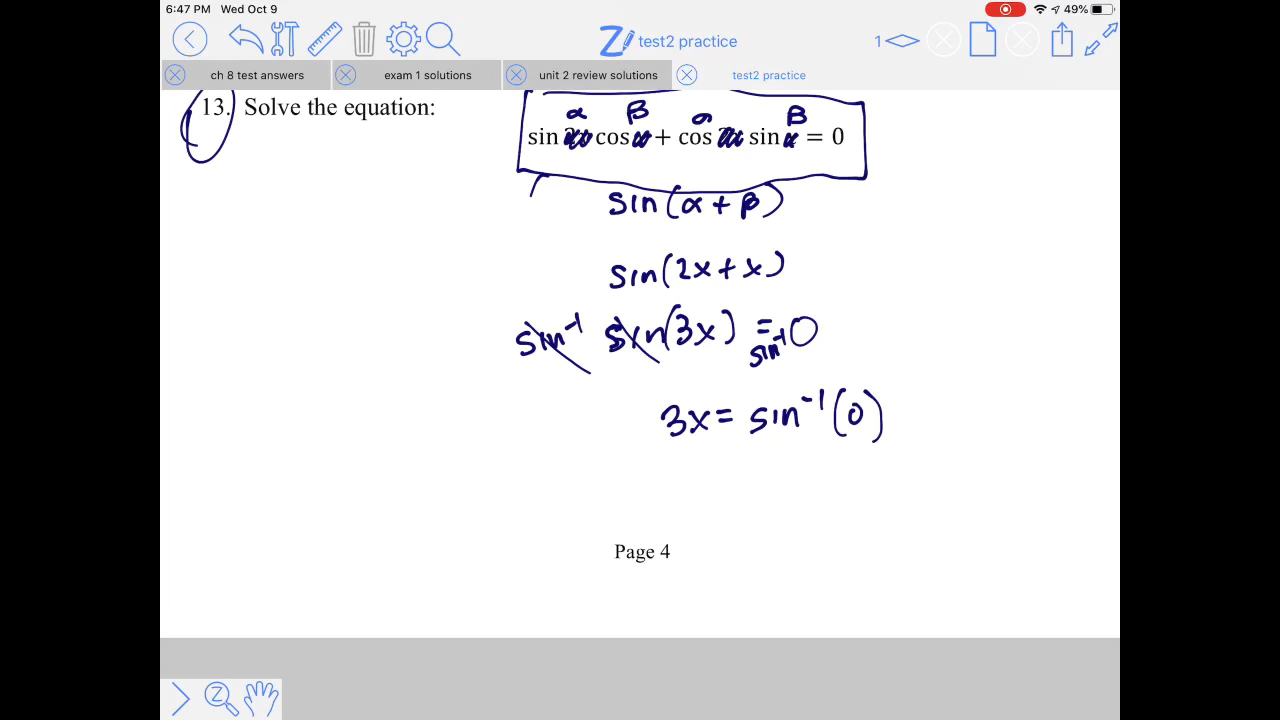 6:47 PM Wed Oct 9 49%
test2 practice 1
ch 8 test answers exam 1 solutions unit 2 review solutions test2 practice
13. Solve the equation:
α β σ β
sin cos + cos sin = 0
sin(α + β)
sin(2x + x)
sin⁻¹ sin(3x) = sin⁻¹ 0
3x = sin⁻¹(0)
Page 4